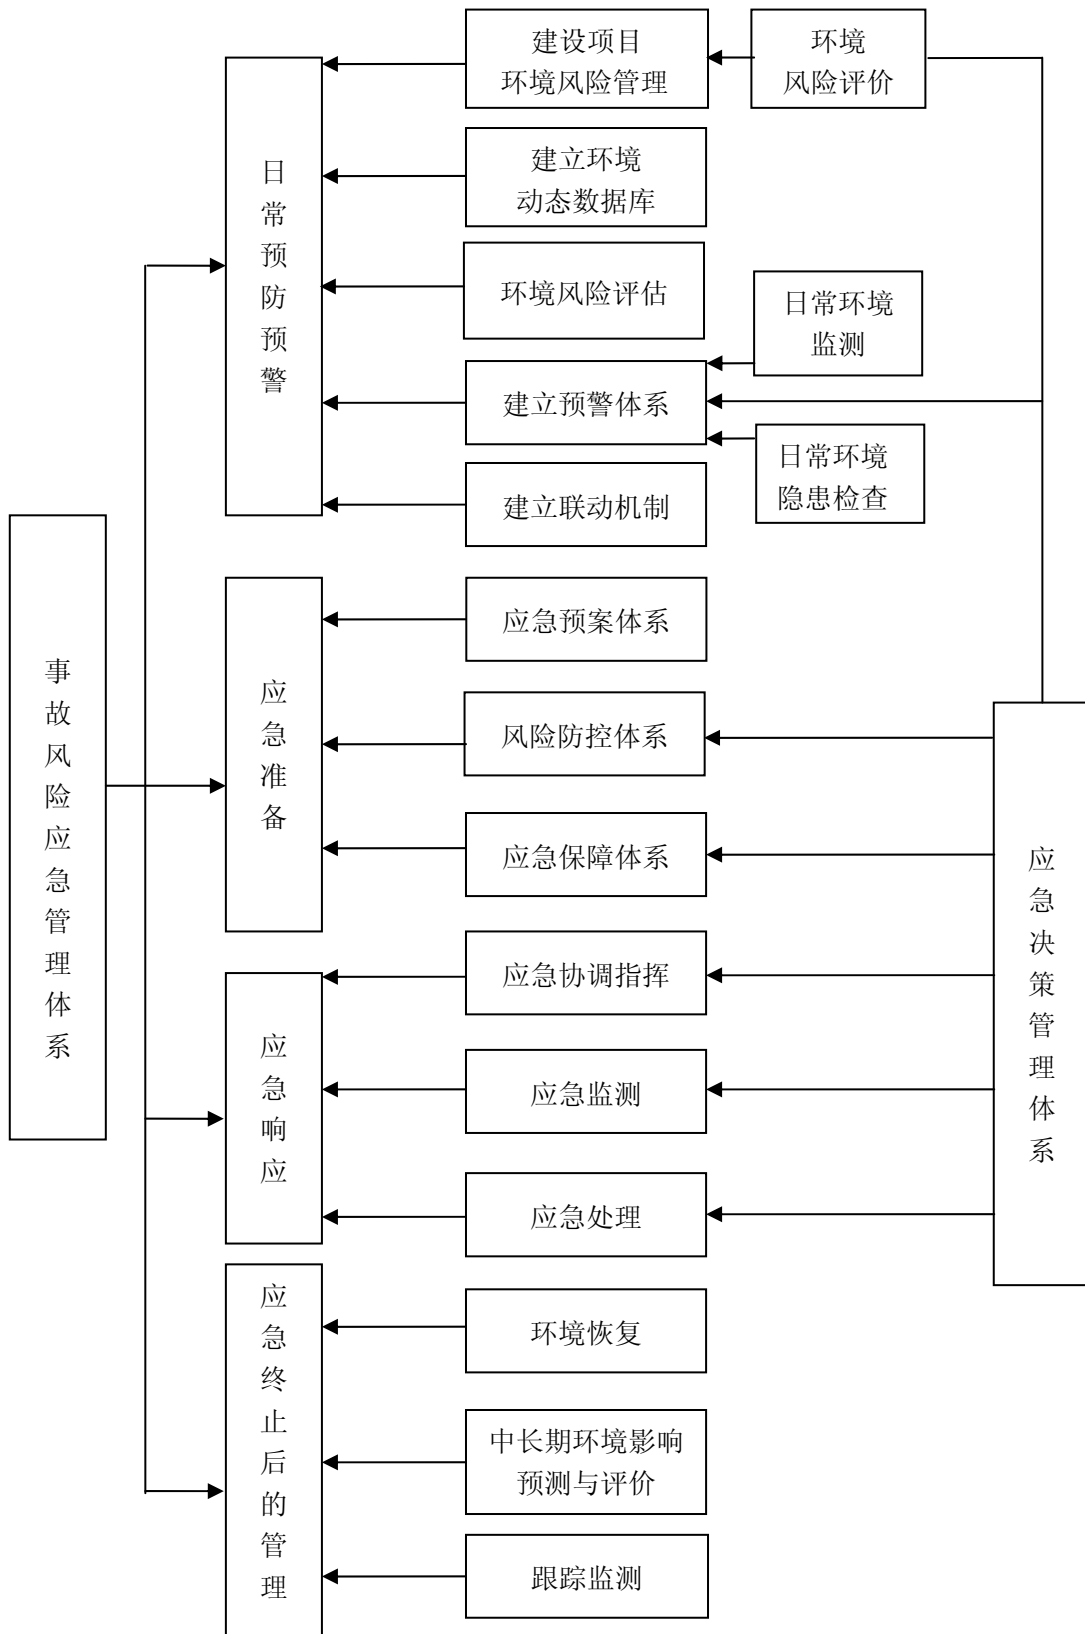 建设项目
环境风险管理
环境
风险评价
建立环境
动态数据库
日常预防预警
环境风险评估
日常环境
监测
建立预警体系
日常环境
隐患检查
建立联动机制
事故风险应急管理体系
应急准备
应急预案体系
风险防控体系
应急保障体系
应急决策管理体系
应急响应
应急协调指挥
应急监测
应急处理
应急终止后的管理
环境恢复
中长期环境影响
预测与评价
跟踪监测